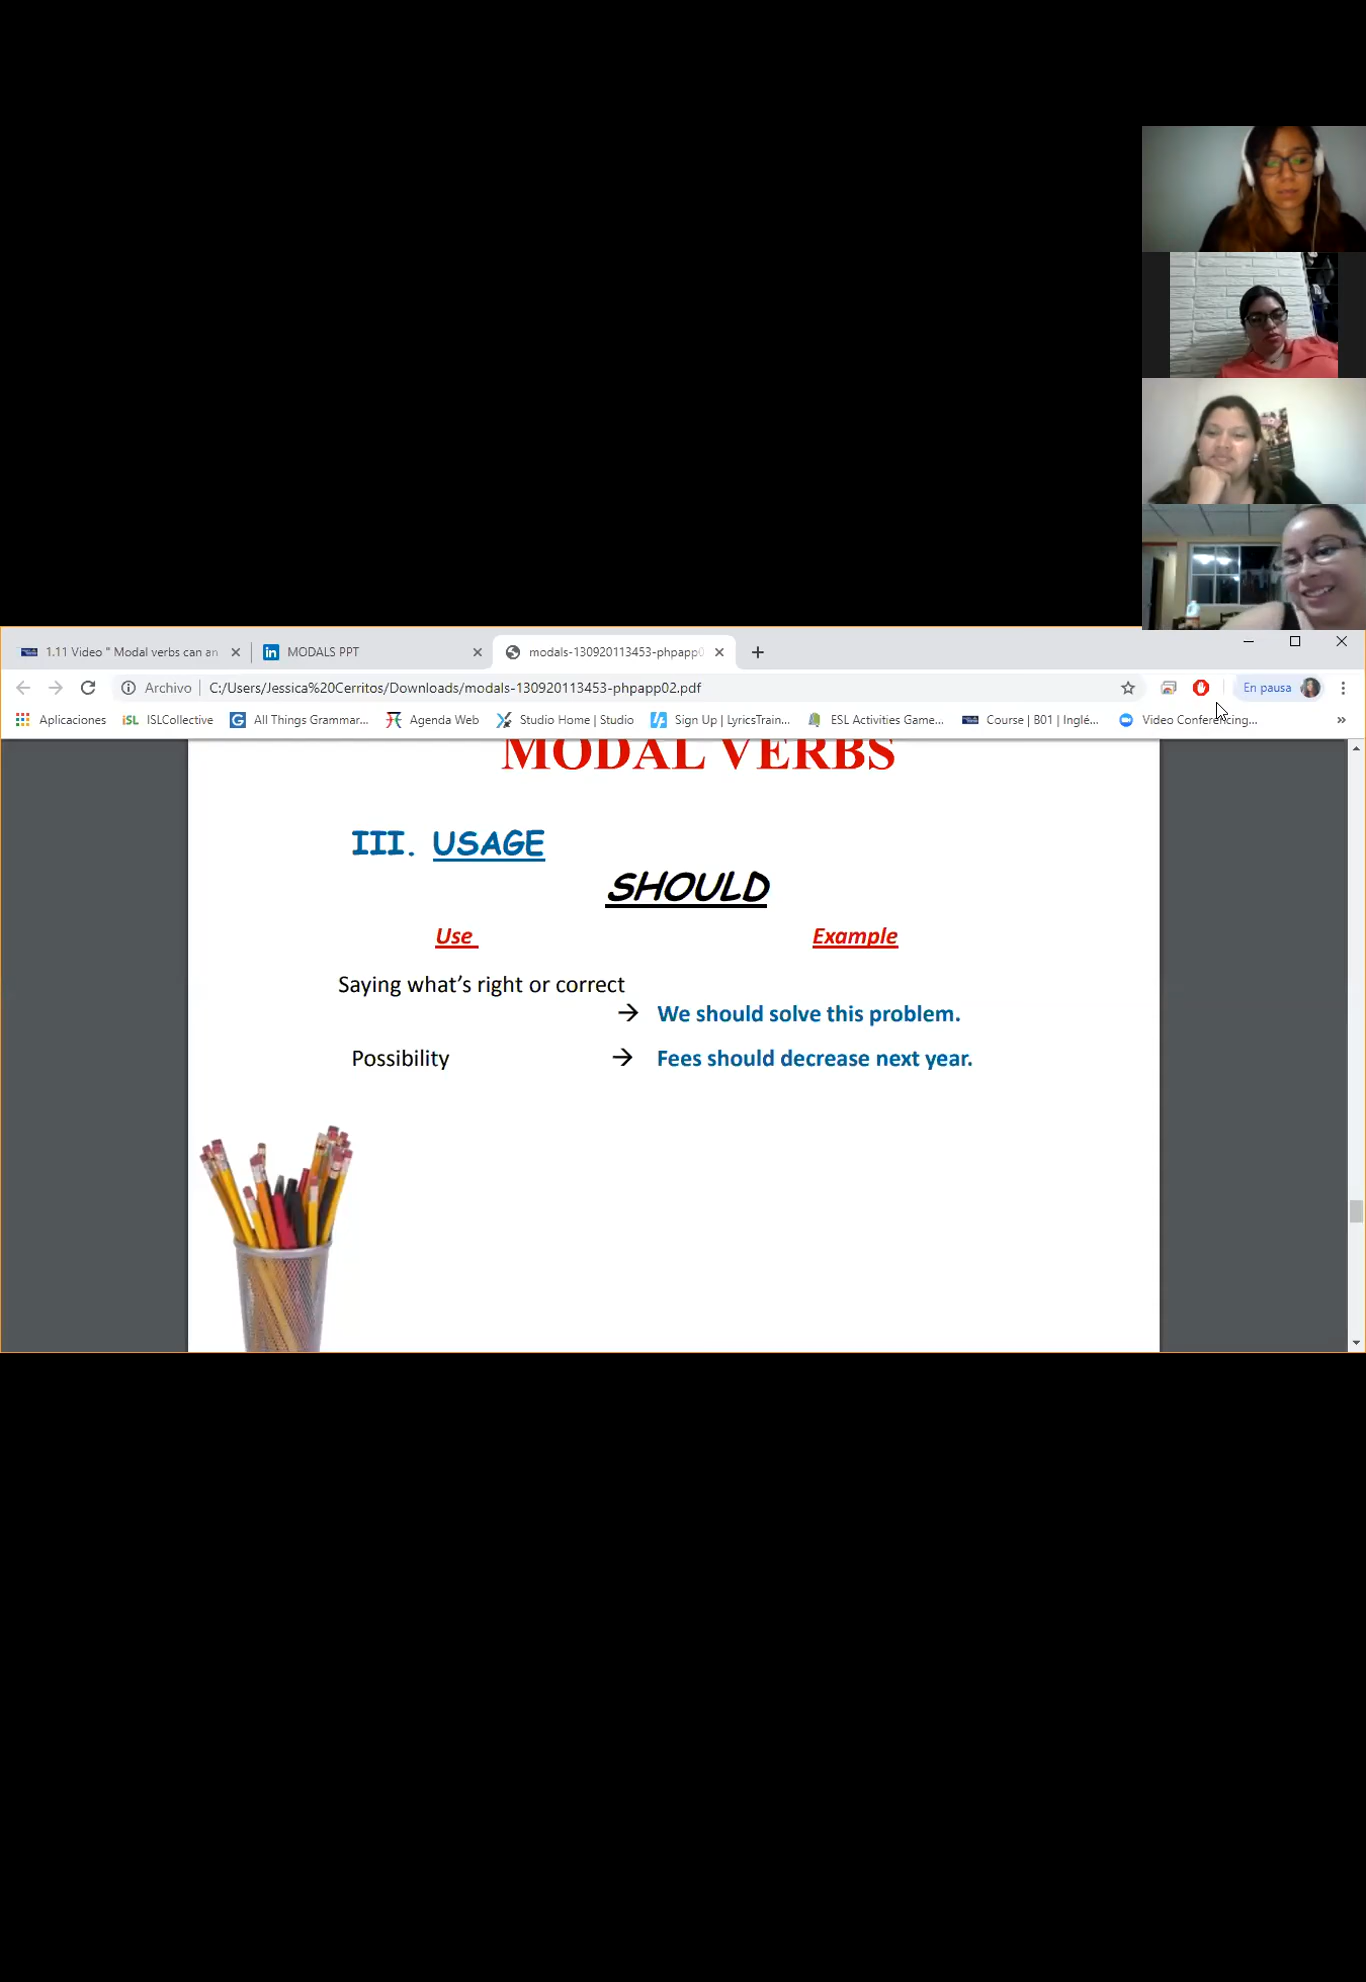 1.11 Video " Modal verbs can an
MODALS PPT
modals-130920113453-phpapp0
Archivo
C:/Users/Jessica%20Cerritos/Downloads/modals-130920113453-phpapp02.pdf
En pausa
Aplicaciones
iSL ISLCollective
G All Things Grammar...
Agenda Web
Studio Home | Studio
Sign Up | LyricsTrain...
ESL Activities Game...
Course | B01 | Inglé...
Video Conferencing...
MODAL VERBS
III. USAGE
SHOULD
Use Example
Saying what's right or correct
→ We should solve this problem.
Possibility → Fees should decrease next year.